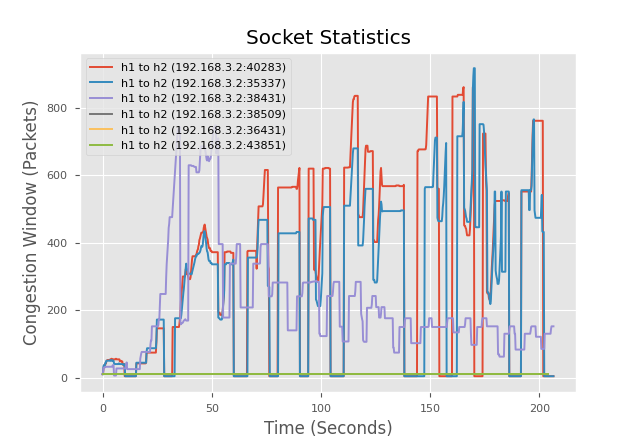 Socket Statistics
h1 to h2 (192.168.3.2:40283)
h1 to h2 (192.168.3.2:35337)
h1 to h2 (192.168.3.2:38431)
h1 to h2 (192.168.3.2:38509)
h1 to h2 (192.168.3.2:36431)
h1 to h2 (192.168.3.2:43851)
Congestion Window (Packets)
800
600
400
200
0
0 50 100 150 200
Time (Seconds)